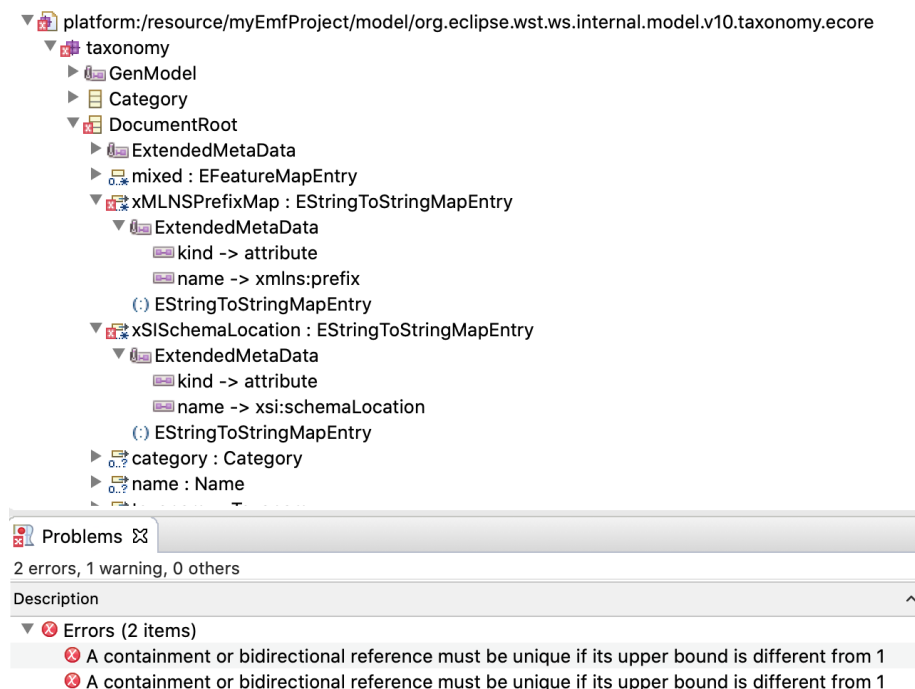 platform:/resource/myEmfProject/model/org.eclipse.wst.ws.internal.model.v10.taxonomy.ecore
taxonomy
GenModel
Category
DocumentRoot
ExtendedMetaData
0..* mixed : EFeatureMapEntry
xMLNSPrefixMap : EStringToStringMapEntry
ExtendedMetaData
kind -> attribute
name -> xmlns:prefix
(:) EStringToStringMapEntry
xSISchemaLocation : EStringToStringMapEntry
ExtendedMetaData
kind -> attribute
name -> xsi:schemaLocation
(:) EStringToStringMapEntry
0..? category : Category
0..? name : Name
Problems
2 errors, 1 warning, 0 others
Description
Errors (2 items)
A containment or bidirectional reference must be unique if its upper bound is different from 1
A containment or bidirectional reference must be unique if its upper bound is different from 1